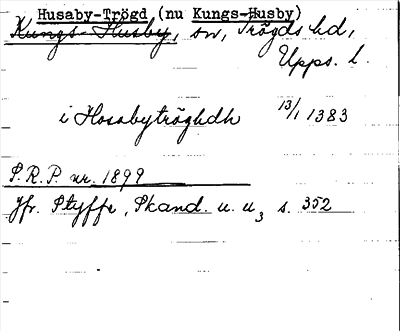 Husaby-Trögd (nu Kungs-Husby)
Kungs-Husby, sn, Trögds hd,
Upps. l.
i Hosabytröghdh 13/1 1383
S.R.P. nr. 1899
Jfr. Styffe, Skand. u. u3 s. 352